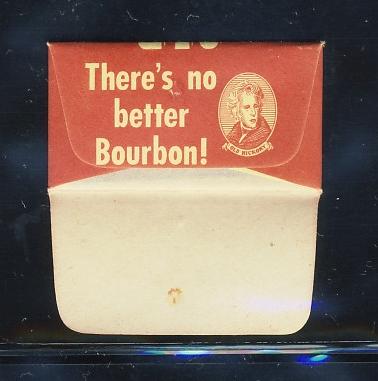 There's no
better
Bourbon!
OLD HICKORY